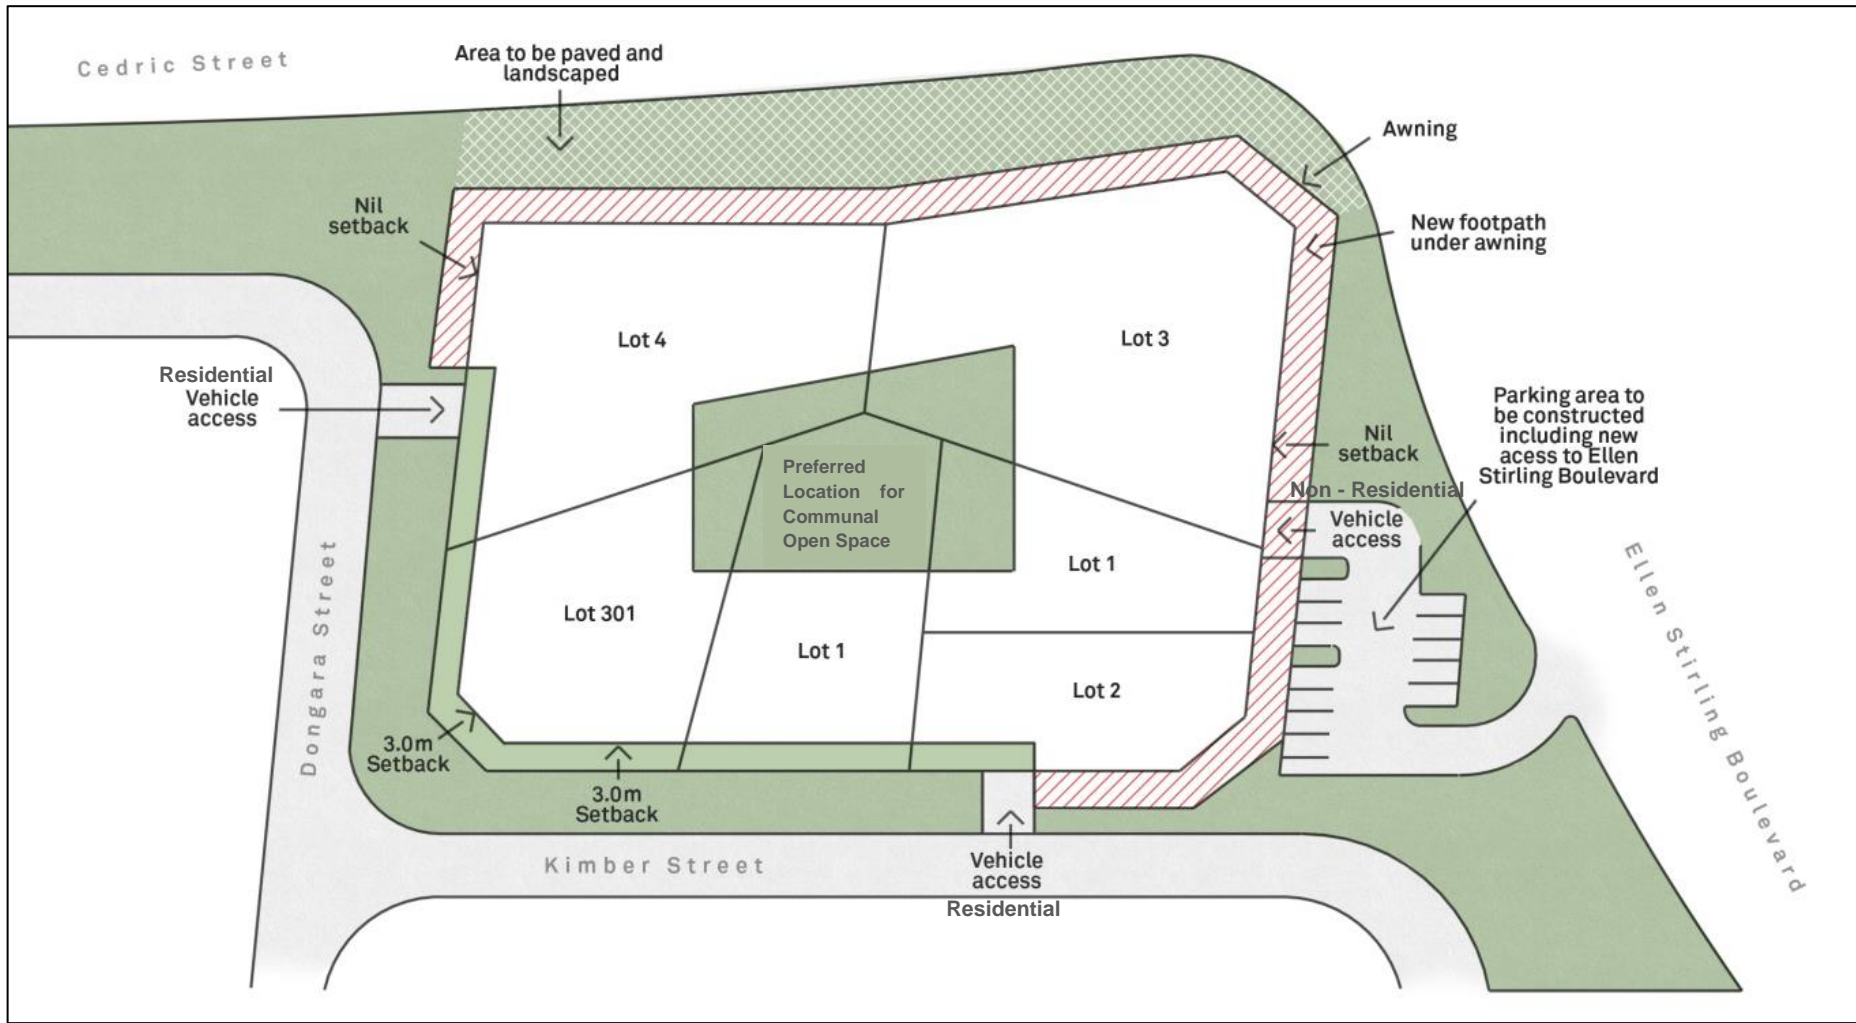 Cedric Street
Area to be paved and
landscaped
Awning
Nil
setback
New footpath
under awning
Lot 4
Lot 3
Residential
Vehicle
access
Parking area to
be constructed
including new
acess to Ellen
Stirling Boulevard
Nil
setback
Preferred
Location for
Communal
Open Space
Non - Residential
Vehicle
access
Lot 1
Lot 301
Lot 1
Lot 2
Dongara Street
Ellen Stirling Boulevard
3.0m
Setback
3.0m
Setback
Kimber Street
Vehicle
access
Residential